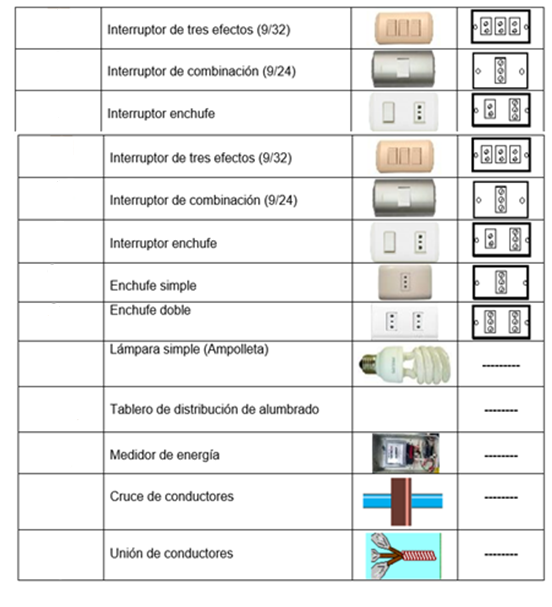 Interruptor de tres efectos (9/32)
Interruptor de combinación (9/24)
Interruptor enchufe
Interruptor de tres efectos (9/32)
Interruptor de combinación (9/24)
Interruptor enchufe
Enchufe simple
Enchufe doble
Lámpara simple (Ampolleta)
---------
Tablero de distribución de alumbrado
--------
Medidor de energía
--------
Cruce de conductores
--------
Unión de conductores
--------